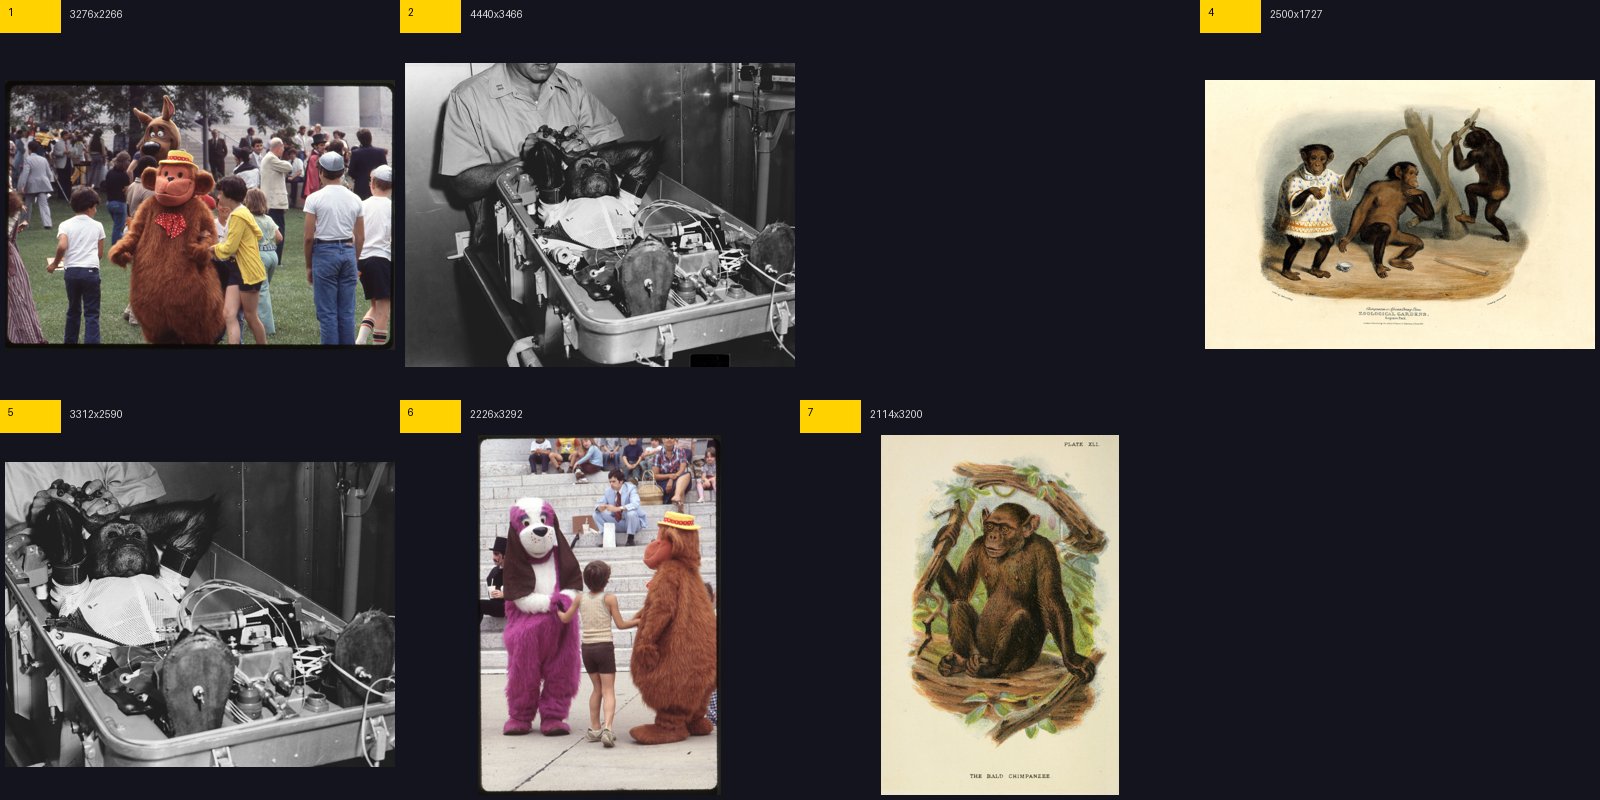 1 3276x2266
2 4440x3466
4 2500x1727
ZOOLOGICAL GARDENS,
5 3312x2590
6 2226x3292
7 2114x3200
PLATE XLI.
THE BALD CHIMPANZEE